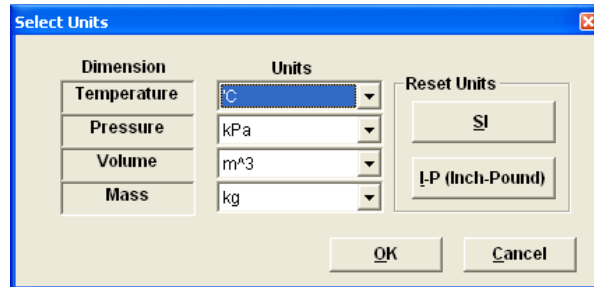 Select Units
Dimension Units
Temperature 'C
Pressure kPa
Volume m^3
Mass kg
Reset Units
SI
I-P (Inch-Pound)
OK Cancel